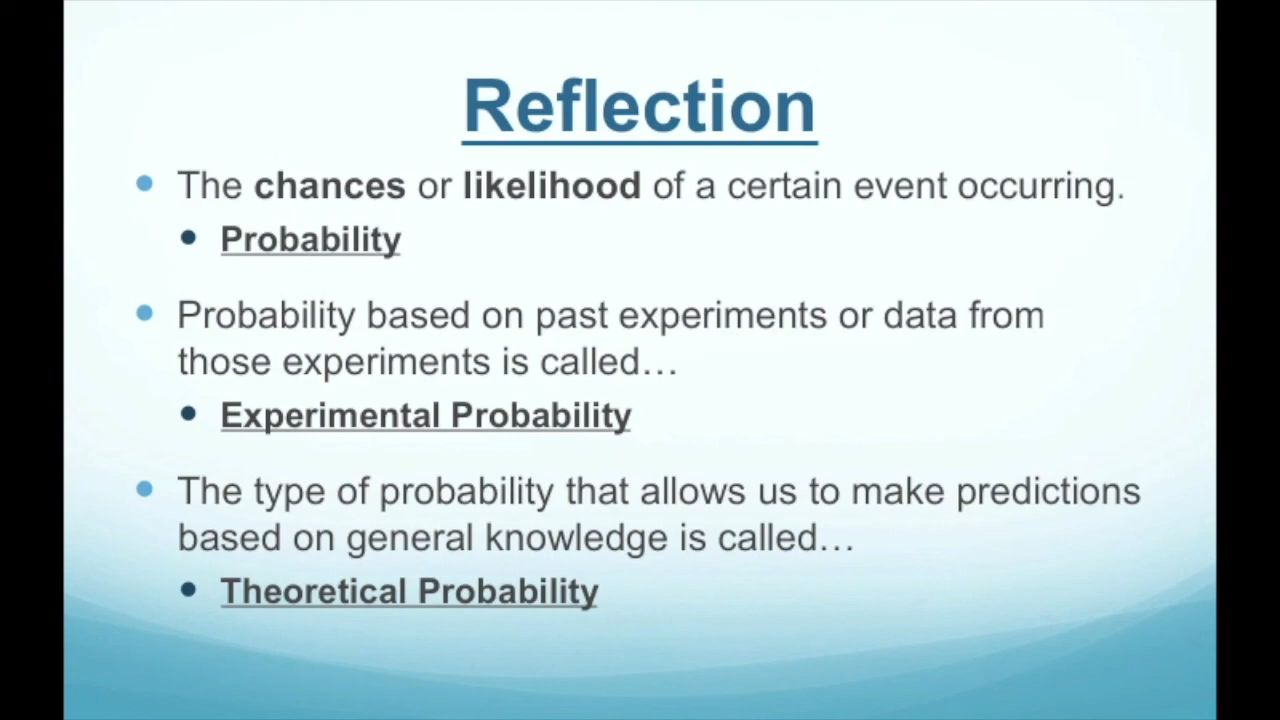 Reflection
The chances or likelihood of a certain event occurring.
Probability
Probability based on past experiments or data from
those experiments is called…
Experimental Probability
The type of probability that allows us to make predictions
based on general knowledge is called…
Theoretical Probability